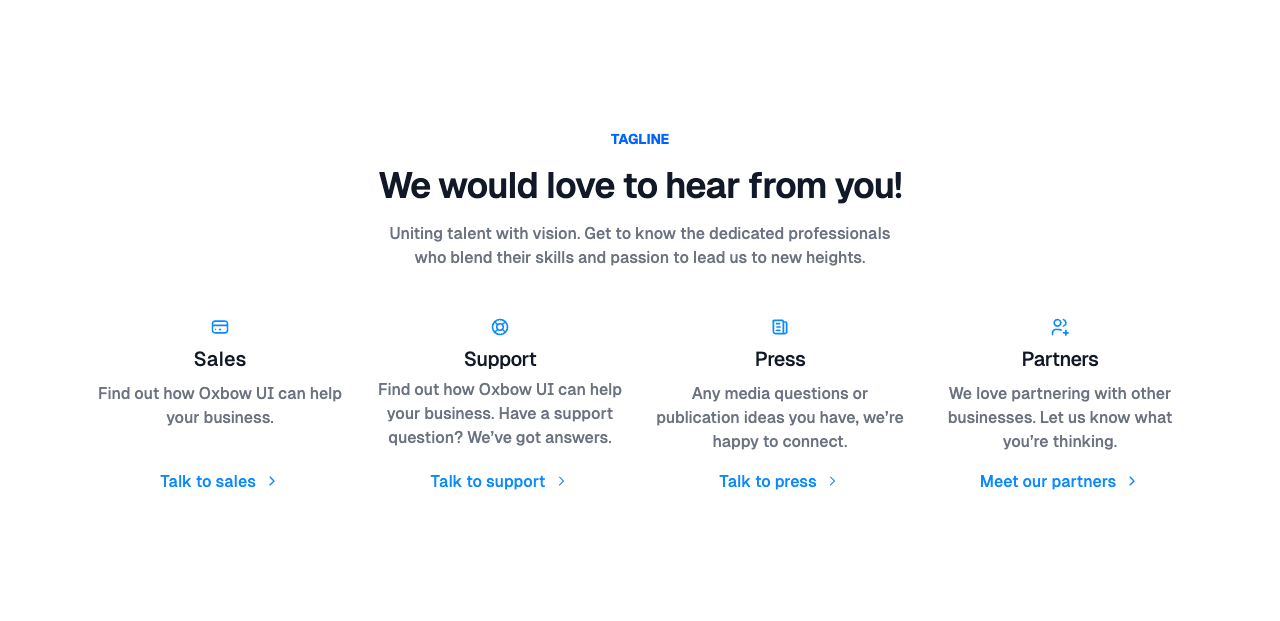 TAGLINE
We would love to hear from you!
Uniting talent with vision. Get to know the dedicated professionals
who blend their skills and passion to lead us to new heights.
Sales
Find out how Oxbow UI can help
your business.
Talk to sales
Support
Find out how Oxbow UI can help
your business. Have a support
question? We’ve got answers.
Talk to support
Press
Any media questions or
publication ideas you have, we’re
happy to connect.
Talk to press
Partners
We love partnering with other
businesses. Let us know what
you’re thinking.
Meet our partners